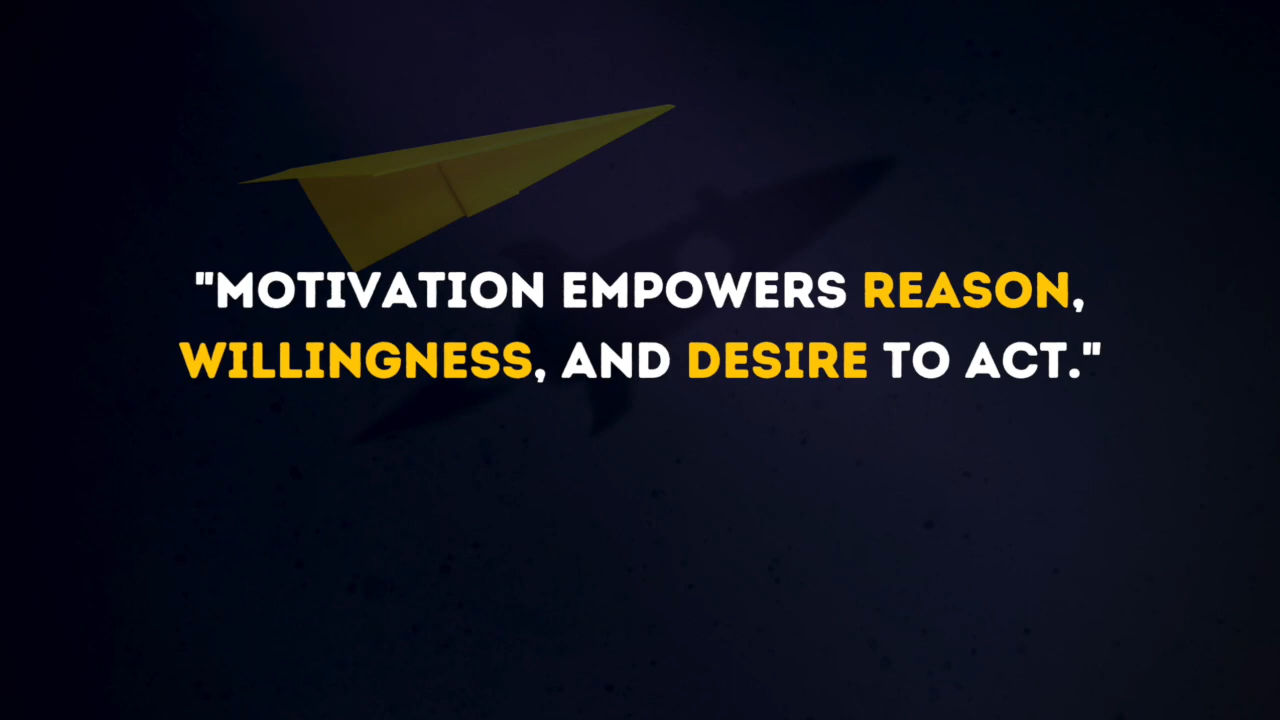 "MOTIVATION EMPOWERS REASON,
WILLINGNESS, AND DESIRE TO ACT."